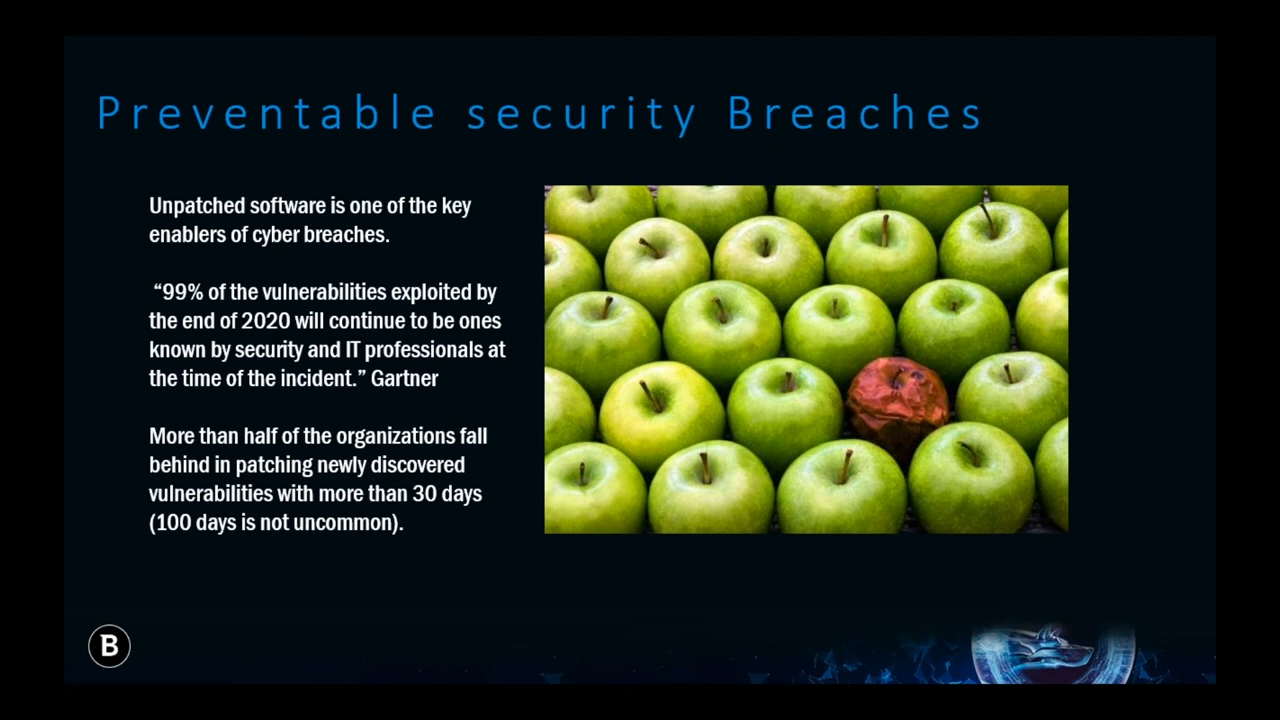 Preventable security Breaches
Unpatched software is one of the key
enablers of cyber breaches.
“99% of the vulnerabilities exploited by
the end of 2020 will continue to be ones
known by security and IT professionals at
the time of the incident.” Gartner
More than half of the organizations fall
behind in patching newly discovered
vulnerabilities with more than 30 days
(100 days is not uncommon).
B